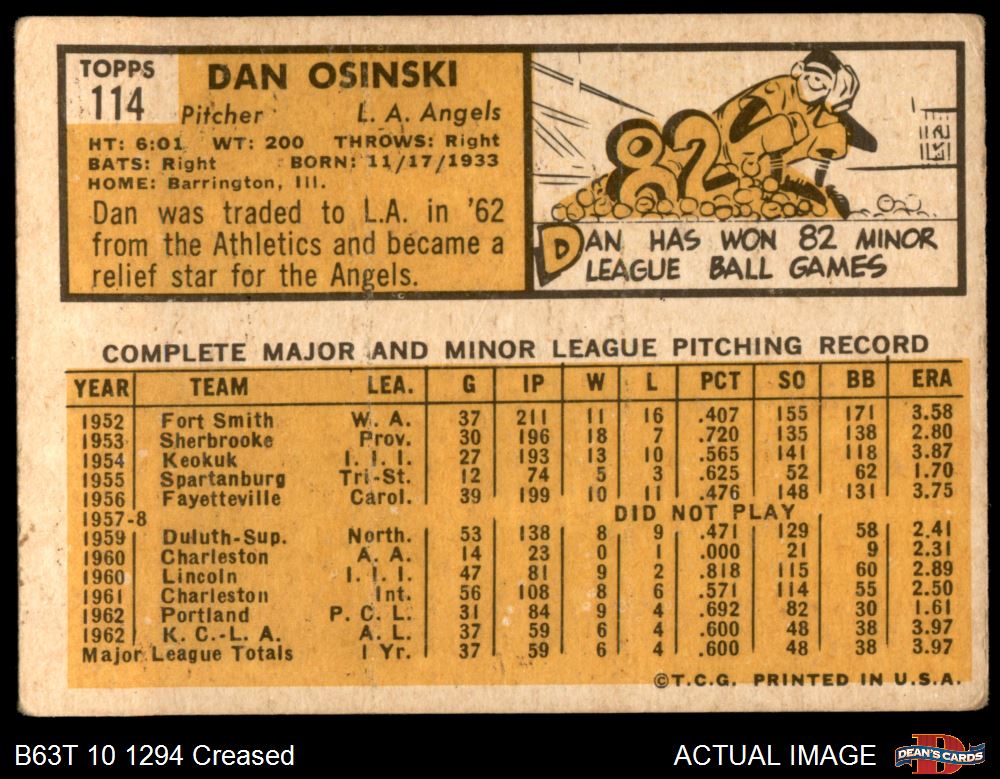 TOPPS
114
DAN OSINSKI
Pitcher L. A. Angels
HT: 6:01 WT: 200 THROWS: Right
BATS: Right BORN: 11/17/1933
HOME: Barrington, Ill.
Dan was traded to L.A. in '62
from the Athletics and became a
relief star for the Angels.
82
DAN HAS WON 82 MINOR
LEAGUE BALL GAMES
COMPLETE MAJOR AND MINOR LEAGUE PITCHING RECORD
YEAR TEAM LEA. G IP W L PCT SO BB ERA
1952 Fort Smith W. A. 37 211 11 16 .407 155 171 3.58
1953 Sherbrooke Prov. 30 196 18 7 .720 135 138 2.80
1954 Keokuk I. I. I. 27 193 13 10 .565 141 118 3.87
1955 Spartanburg Tri-St. 12 74 5 3 .625 52 62 1.70
1956 Fayetteville Carol. 39 199 10 11 .476 148 131 3.75
1957-8 DID NOT PLAY
1959 Duluth-Sup. North. 53 138 8 9 .471 129 58 2.41
1960 Charleston A. A. 14 23 0 1 .000 21 9 2.31
1960 Lincoln I. I. I. 47 81 9 2 .818 115 60 2.89
1961 Charleston Int. 56 108 8 6 .571 114 55 2.50
1962 Portland P. C. L. 31 84 9 4 .692 82 30 1.61
1962 K. C.-L. A. A. L. 37 59 6 4 .600 48 38 3.97
Major League Totals 1 Yr. 37 59 6 4 .600 48 38 3.97
©T.C.G. PRINTED IN U.S.A.
B63T 10 1294 Creased
ACTUAL IMAGE
DEAN'S CARDS